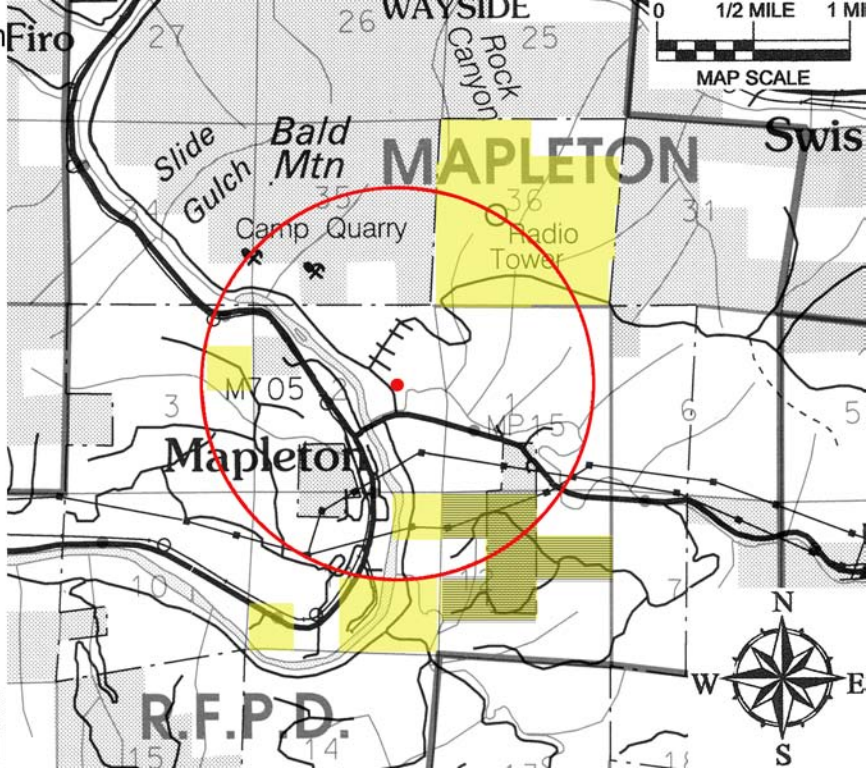 WAYSIDE
0 1/2 MILE 1 MI
MAP SCALE
Firo
27
26
25
Rock
Canyon
Slide
Gulch
Bald
Mtn
MAPLETON
Swis
34
35
36
31
Camp Quarry
Radio
Tower
M705
2
3
1
MP15
6
5
Mapleton
10
12
7
N
W E
S
R.F.P.D.
15
14